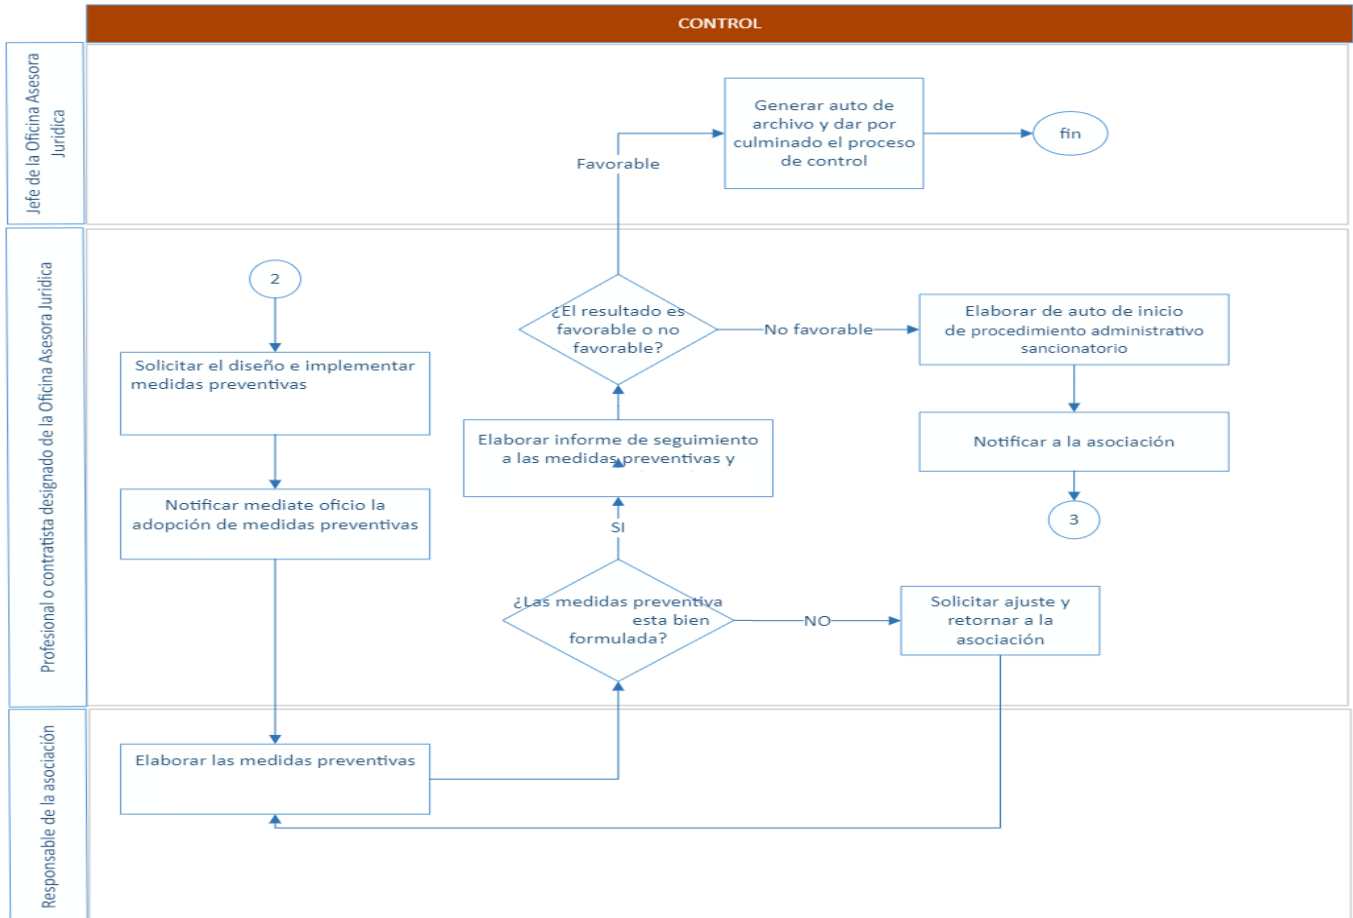 CONTROL
Jefe de la Oficina Asesora
Juridica
Generar auto de
archivo y dar por
culminado el proceso
de control
fin
Favorable
Profesional o contratista designado de la Oficina Asesora Juridica
2
Solicitar el diseño e implementar
medidas preventivas
Notificar mediate oficio la
adopción de medidas preventivas
¿El resultado es
favorable o no
favorable?
No favorable
Elaborar de auto de inicio
de procedimiento administrativo
sancionatorio
Notificar a la asociación
3
Elaborar informe de seguimiento
a las medidas preventivas y
SI
¿Las medidas preventiva
esta bien
formulada?
NO
Solicitar ajuste y
retornar a la
asociación
Responsable de la asociación
Elaborar las medidas preventivas